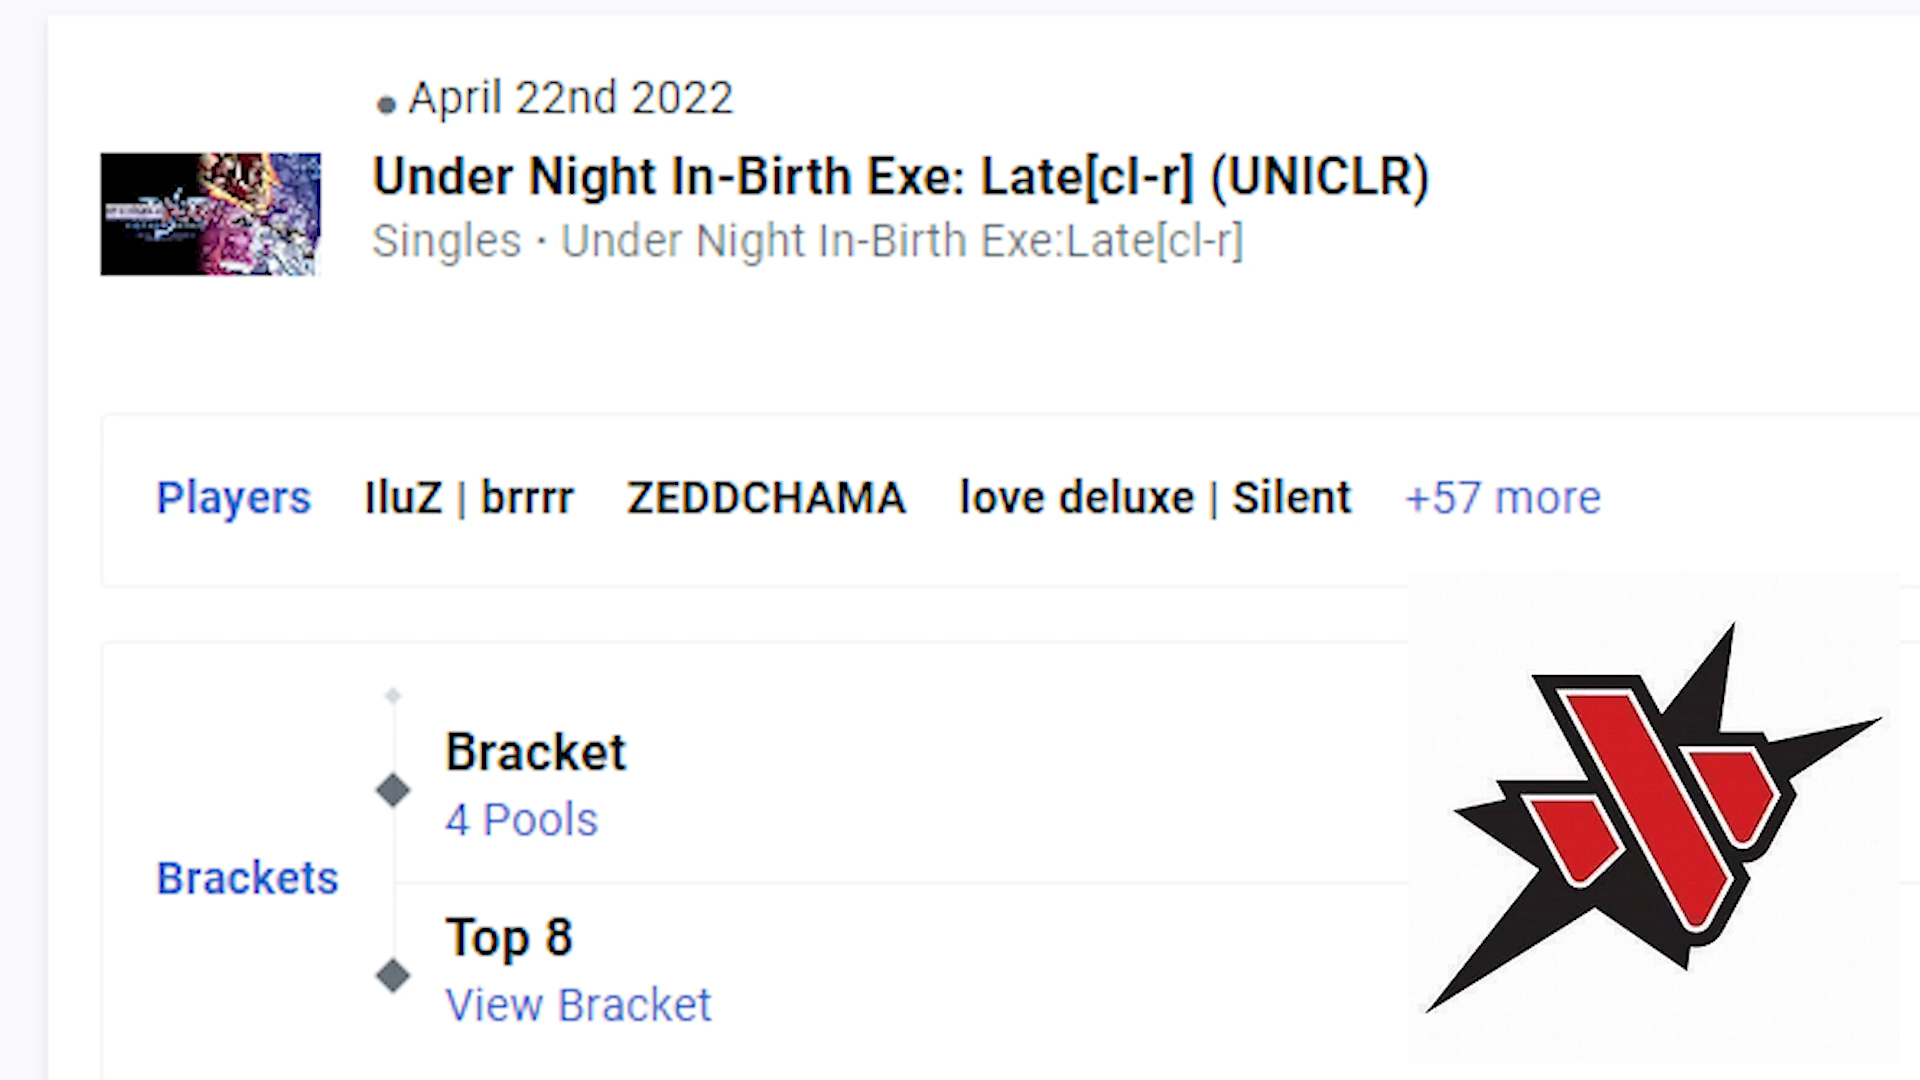 April 22nd 2022
Under Night In-Birth Exe: Late[cl-r] (UNICLR)
Singles · Under Night In-Birth Exe:Late[cl-r]
Players IluZ | brrrr ZEDDCHAMA love deluxe | Silent +57 more
Bracket
4 Pools
Brackets
Top 8
View Bracket